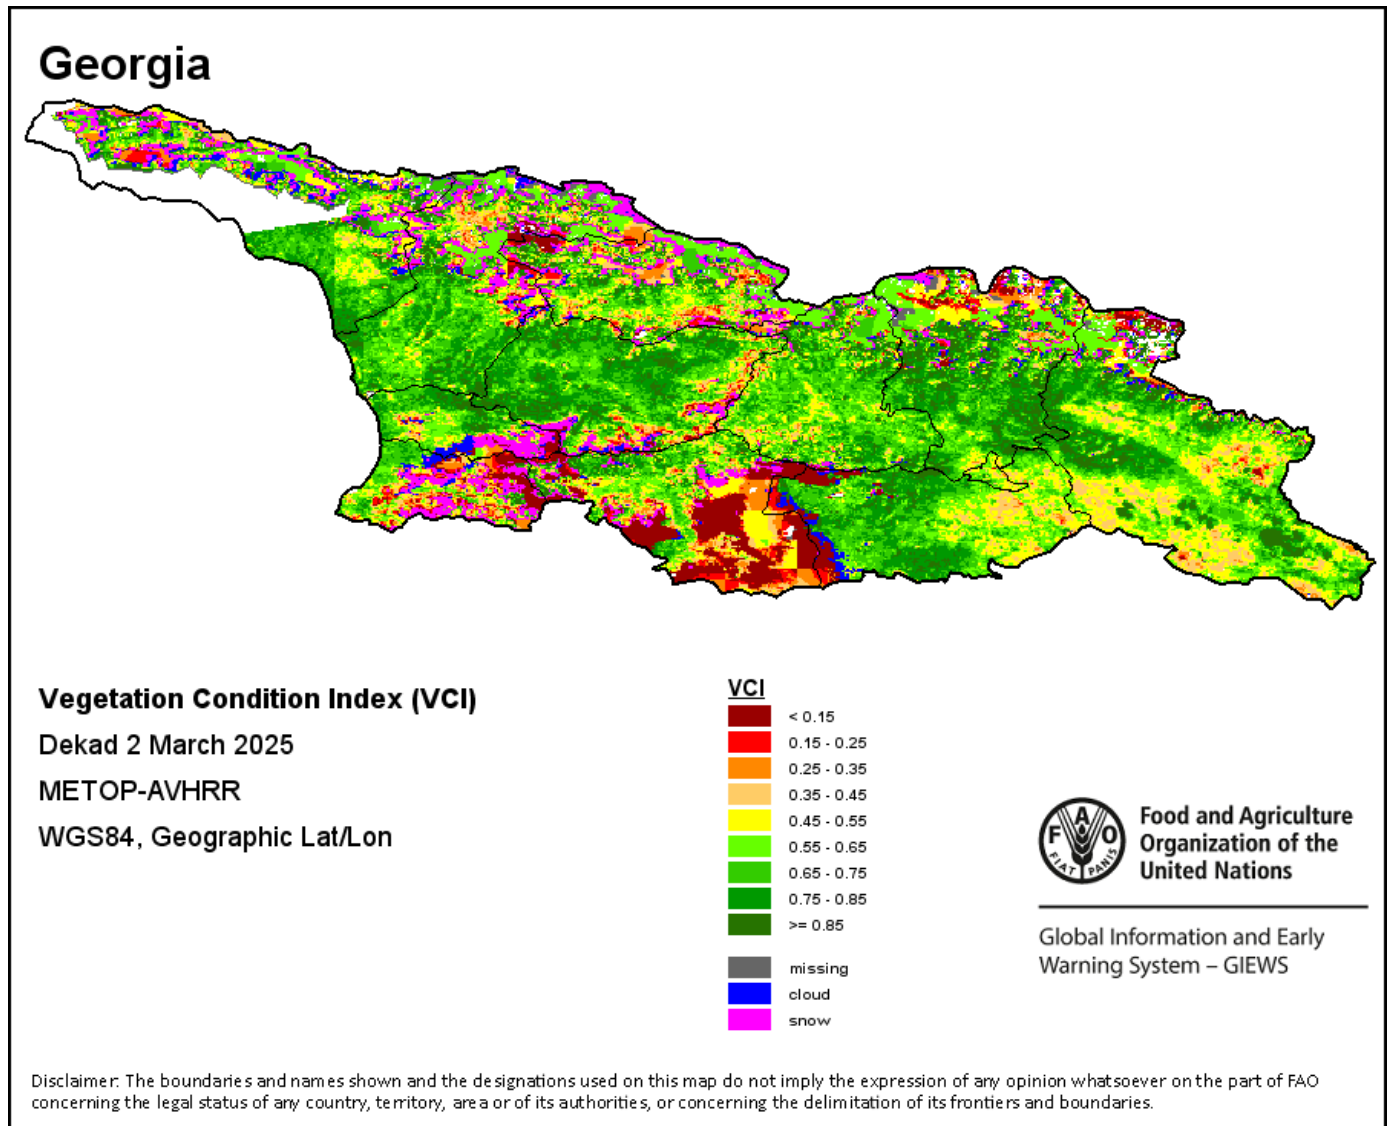 Georgia
Vegetation Condition Index (VCI)
Dekad 2 March 2025
METOP-AVHRR
WGS84, Geographic Lat/Lon
VCI
< 0.15
0.15 - 0.25
0.25 - 0.35
0.35 - 0.45
0.45 - 0.55
0.55 - 0.65
0.65 - 0.75
0.75 - 0.85
>= 0.85
missing
cloud
snow
F A O
FIAT PANIS
Food and Agriculture
Organization of the
United Nations
Global Information and Early
Warning System – GIEWS
Disclaimer: The boundaries and names shown and the designations used on this map do not imply the expression of any opinion whatsoever on the part of FAO
concerning the legal status of any country, territory, area or of its authorities, or concerning the delimitation of its frontiers and boundaries.